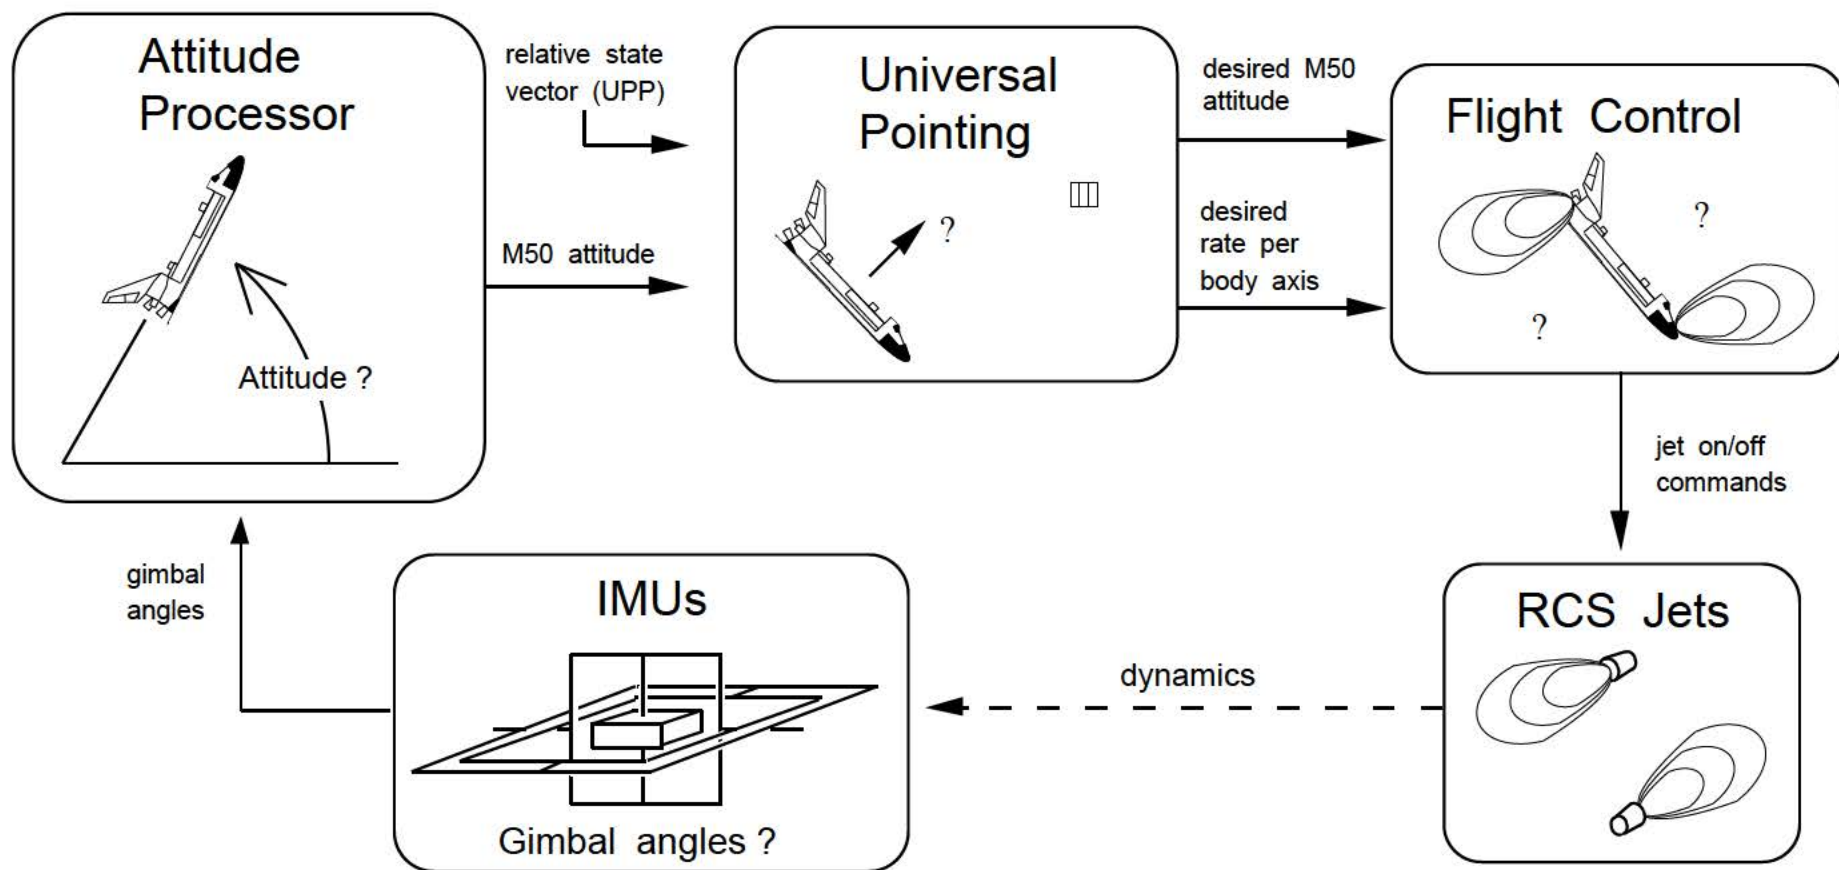 Attitude
Processor
Attitude ?
relative state
vector (UPP)
M50 attitude
Universal
Pointing
?
desired M50
attitude
desired
rate per
body axis
Flight Control
?
?
jet on/off
commands
RCS Jets
dynamics
IMUs
Gimbal angles ?
gimbal
angles